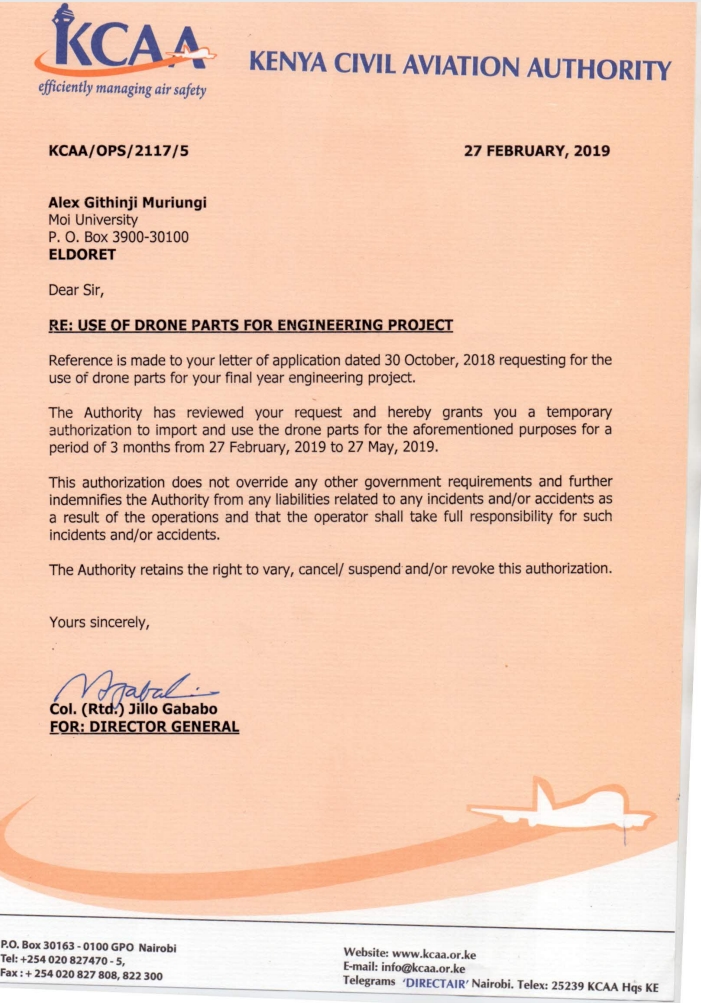 KCAA
efficiently managing air safety
KENYA CIVIL AVIATION AUTHORITY
KCAA/OPS/2117/5 27 FEBRUARY, 2019
Alex Githinji Muriungi
Moi University
P. O. Box 3900-30100
ELDORET
Dear Sir,
RE: USE OF DRONE PARTS FOR ENGINEERING PROJECT
Reference is made to your letter of application dated 30 October, 2018 requesting for the
use of drone parts for your final year engineering project.
The Authority has reviewed your request and hereby grants you a temporary
authorization to import and use the drone parts for the aforementioned purposes for a
period of 3 months from 27 February, 2019 to 27 May, 2019.
This authorization does not override any other government requirements and further
indemnifies the Authority from any liabilities related to any incidents and/or accidents as
a result of the operations and that the operator shall take full responsibility for such
incidents and/or accidents.
The Authority retains the right to vary, cancel/ suspend and/or revoke this authorization.
Yours sincerely,
Col. (Rtd.) Jillo Gababo
FOR: DIRECTOR GENERAL
P.O. Box 30163 - 0100 GPO Nairobi
Tel: +254 020 827470 - 5,
Fax : + 254 020 827 808, 822 300
Website: www.kcaa.or.ke
E-mail: info@kcaa.or.ke
Telegrams 'DIRECTAIR' Nairobi. Telex: 25239 KCAA Hqs KE